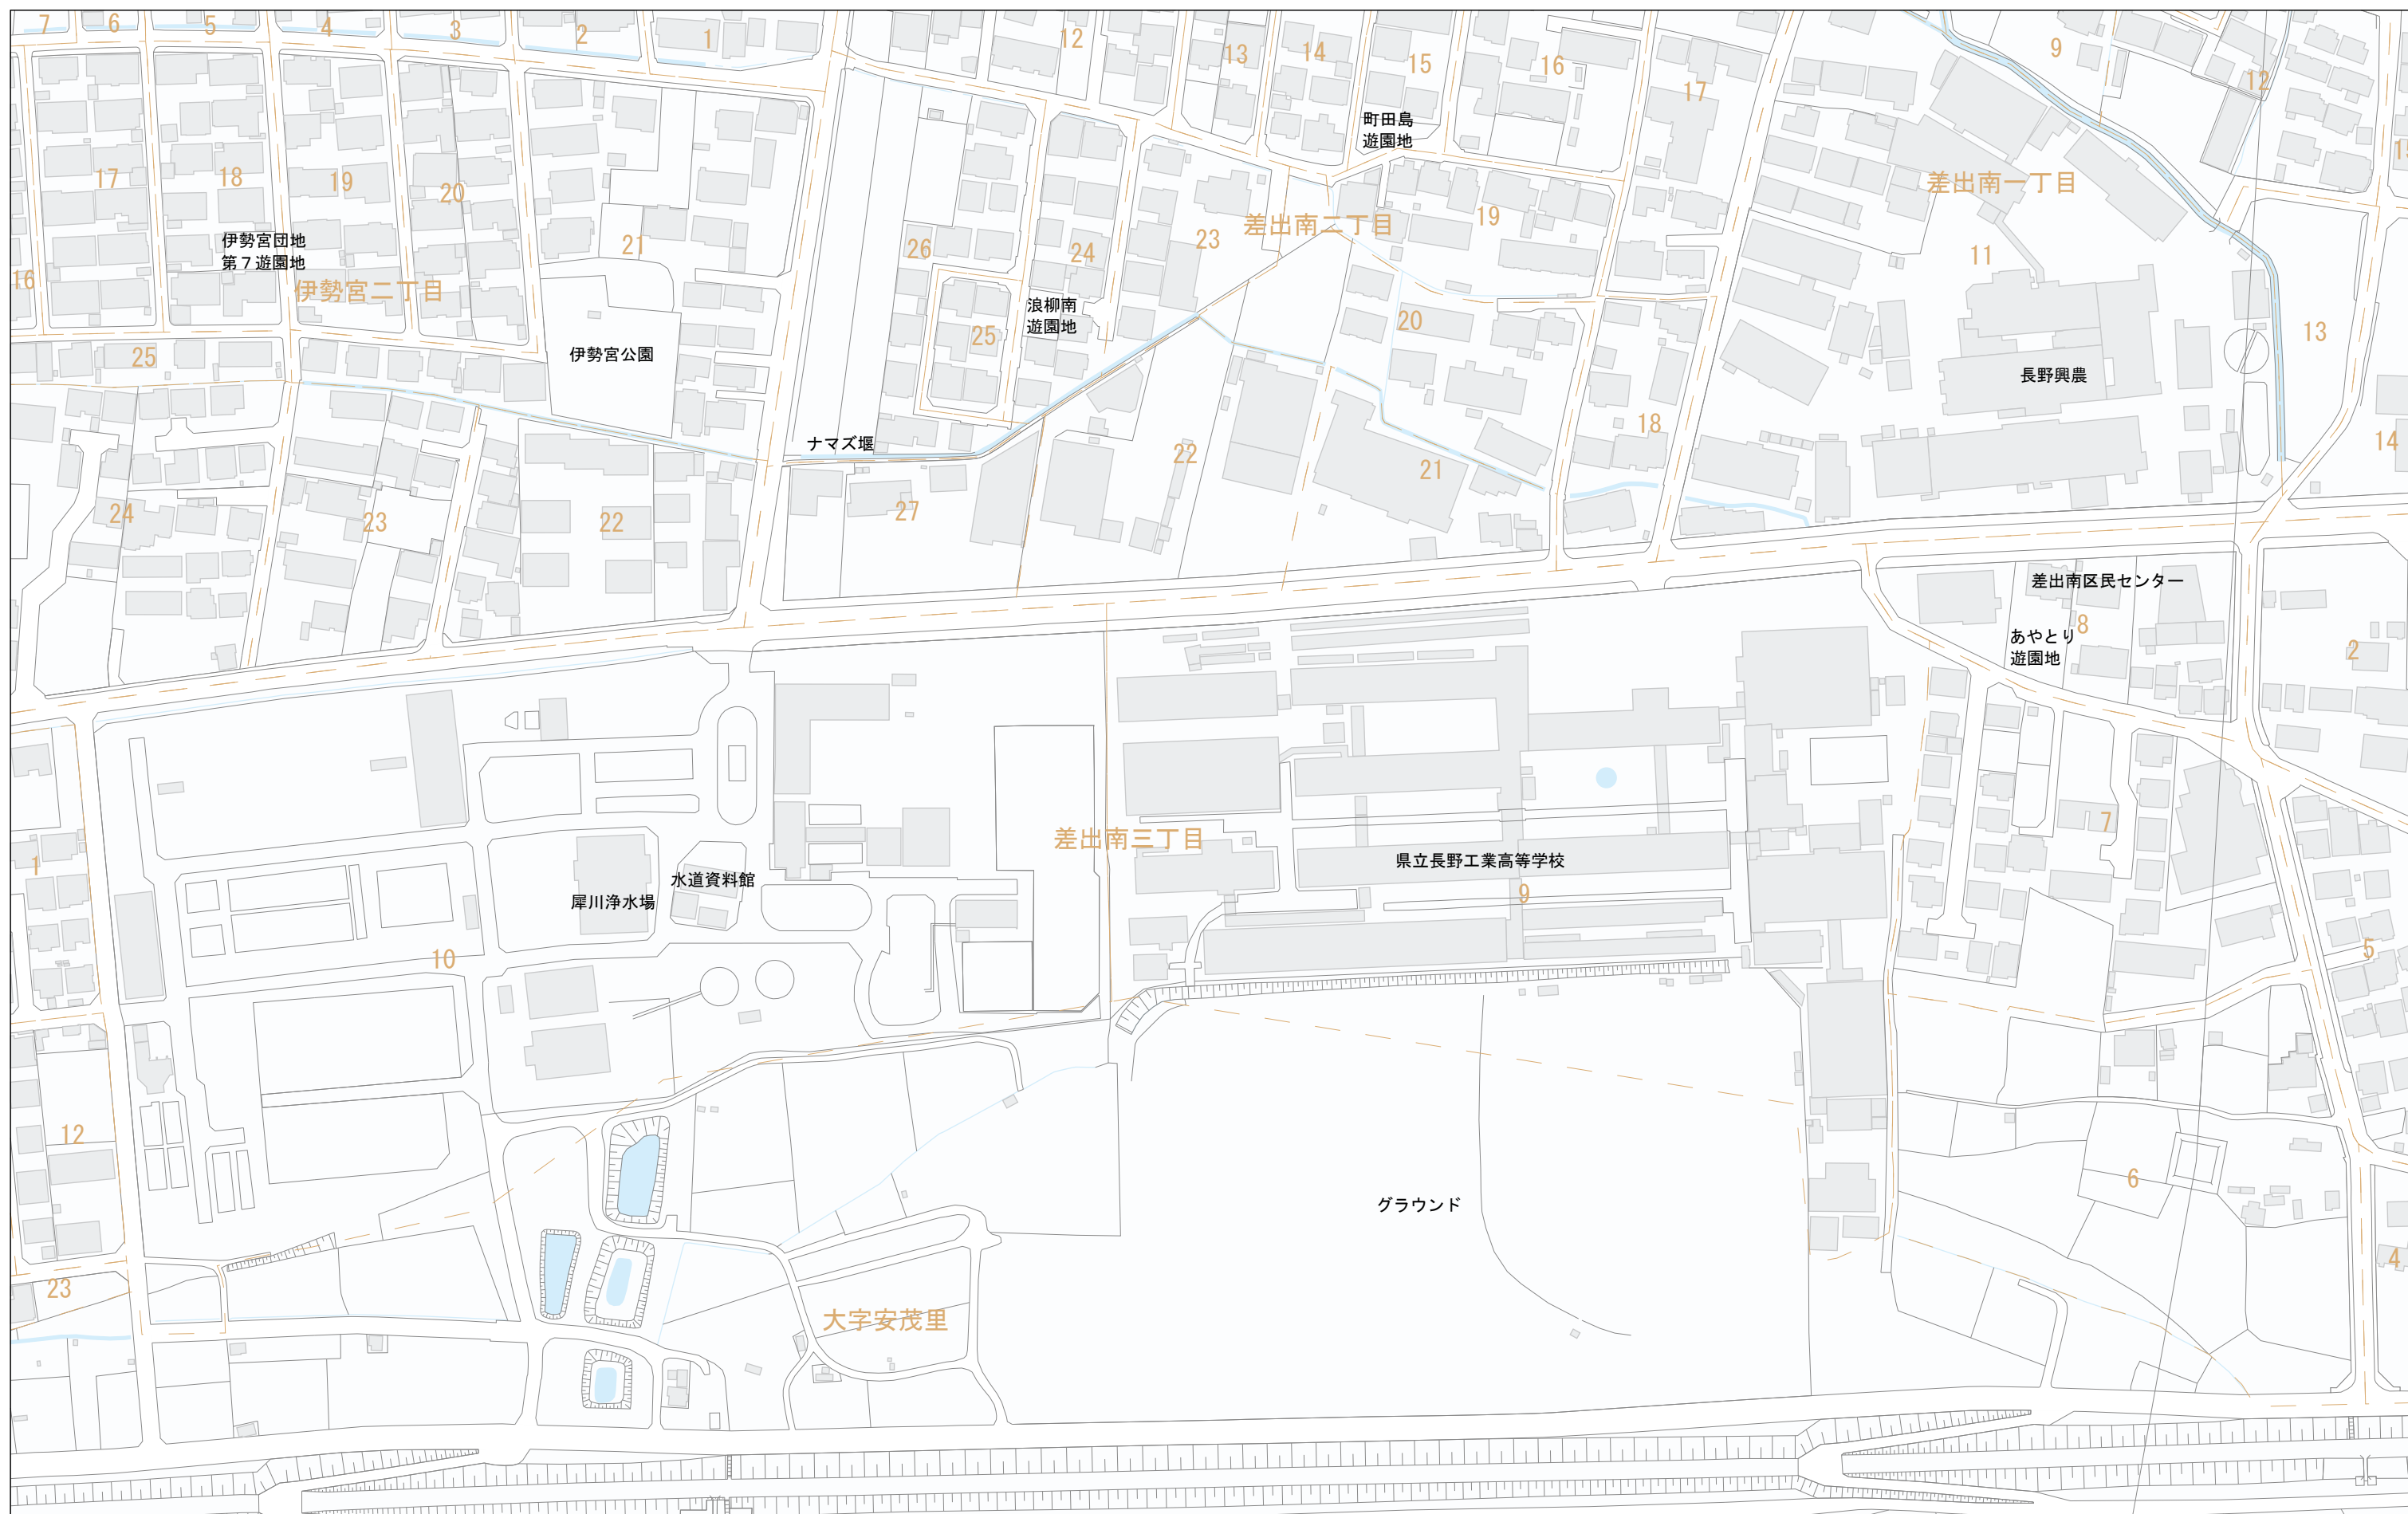 7
6
5
4
3
2
1
12
13
14
15
16
17
9
12
町田島
遊園地
17
18
19
20
21
26
24
23
差出南二丁目
19
差出南一丁目
11
伊勢宮団地
第７遊園地
16
伊勢宮二丁目
浪柳南
遊園地
25
20
13
25
伊勢宮公園
長野興農
18
14
ナマズ堰
22
21
24
23
22
27
差出南区民センター
8
あやとり
遊園地
2
差出南三丁目
7
県立長野工業高等学校
9
1
水道資料館
犀川浄水場
10
5
12
6
グラウンド
4
23
大字安茂里